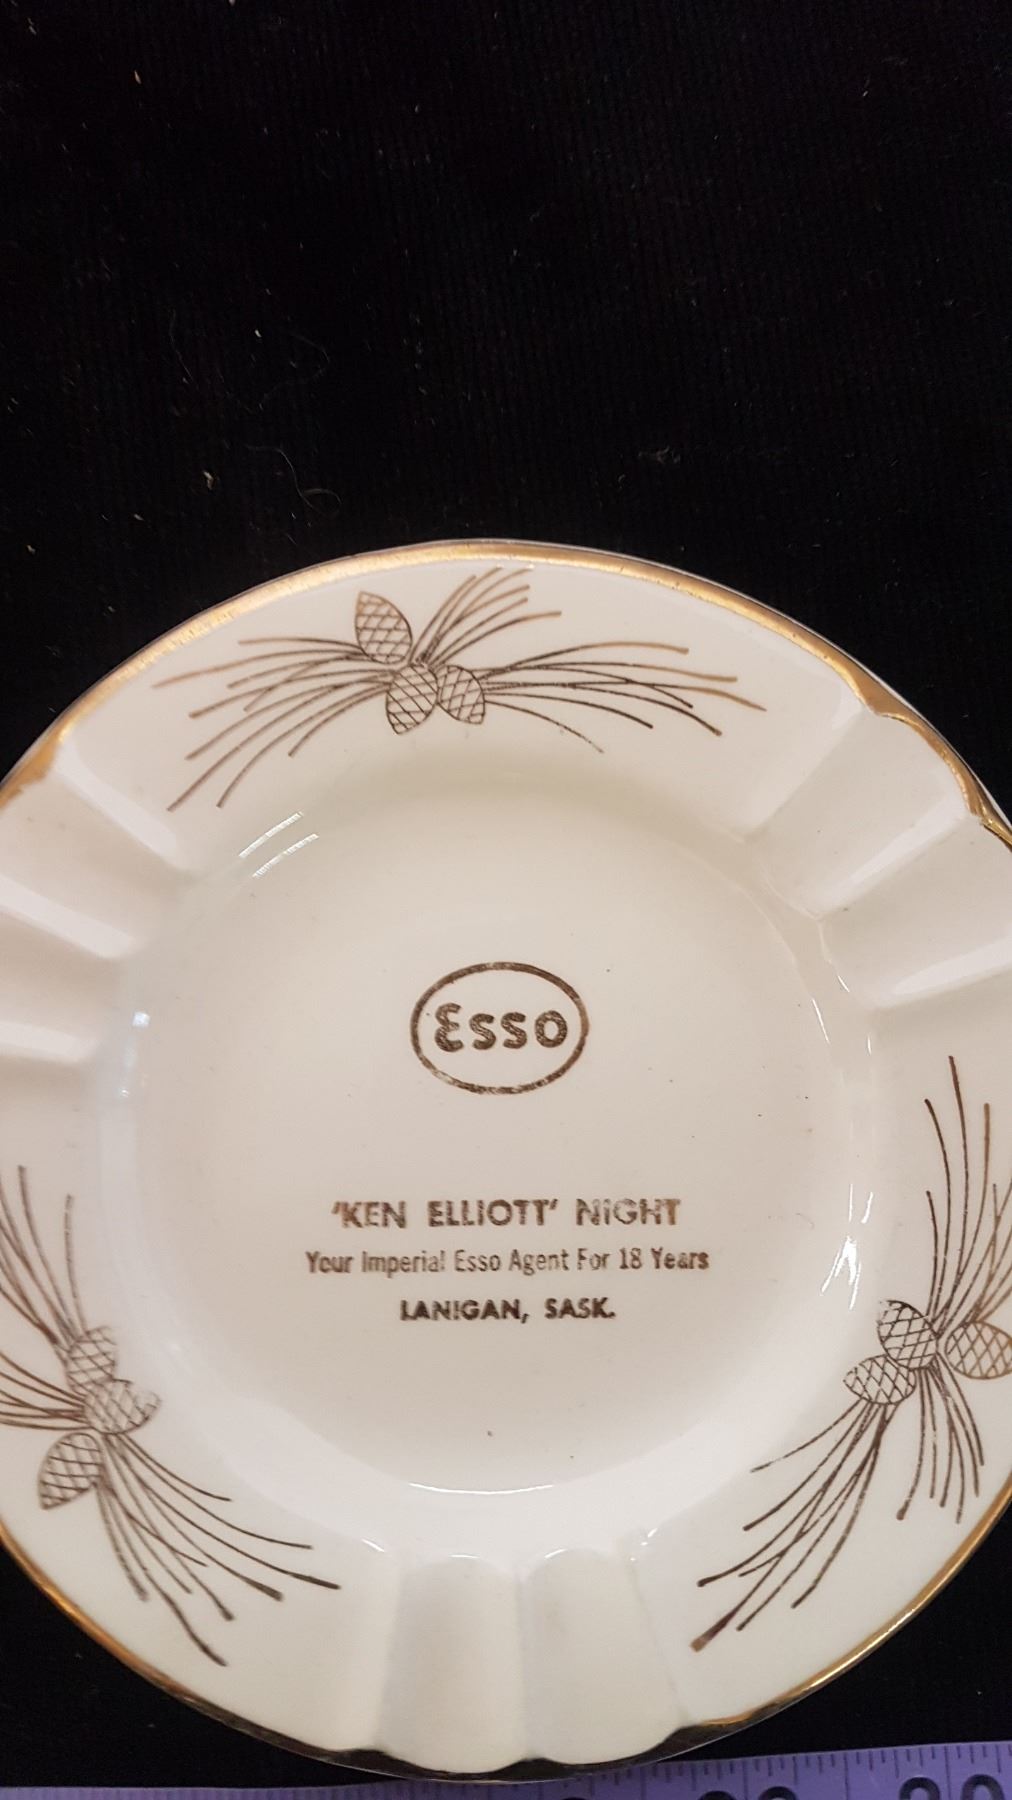 Esso
'KEN ELLIOTT' NIGHT
Your Imperial Esso Agent For 18 Years
LANIGAN, SASK.